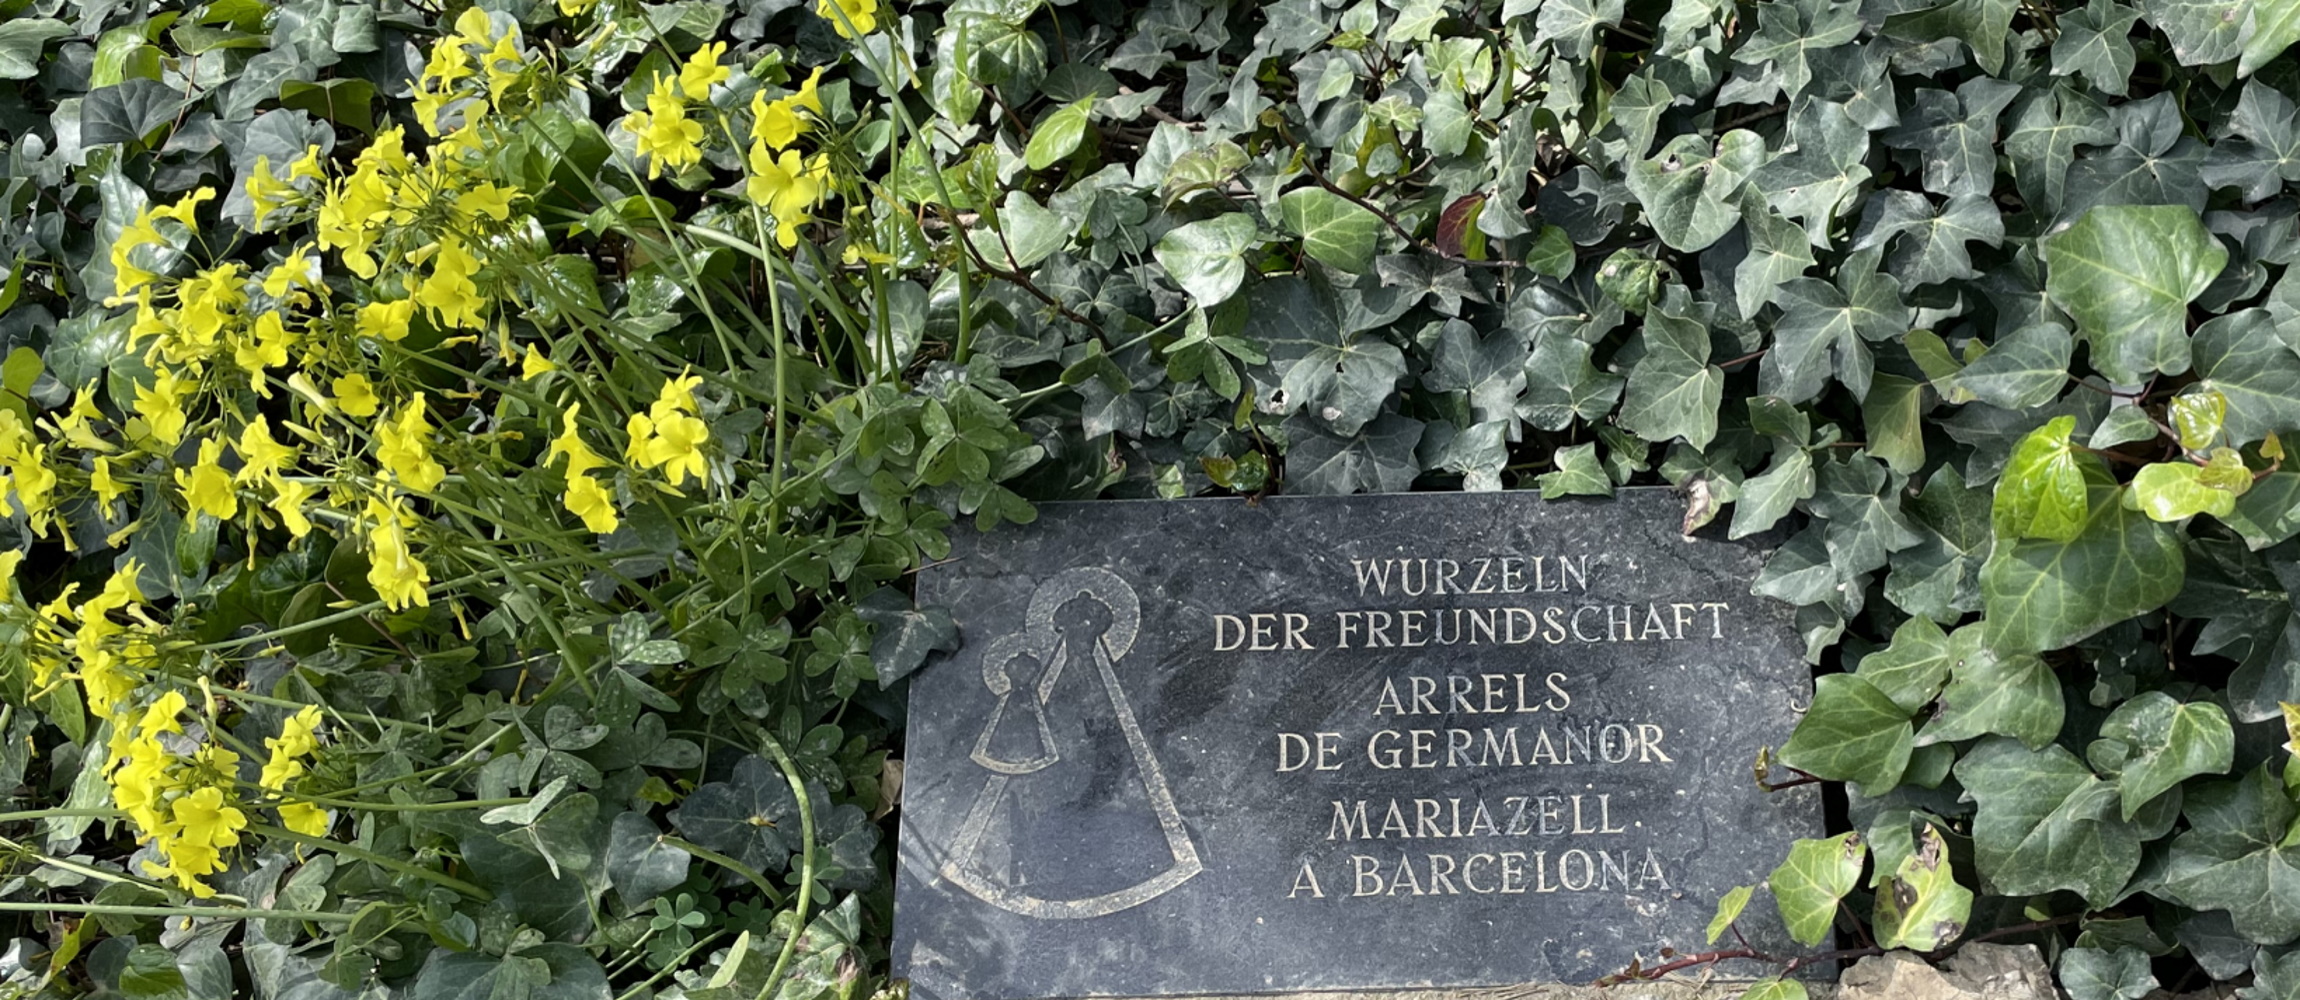 WURZELN
DER FREUNDSCHAFT
ARRELS
DE GERMANOR
MARIAZELL
A BARCELONA